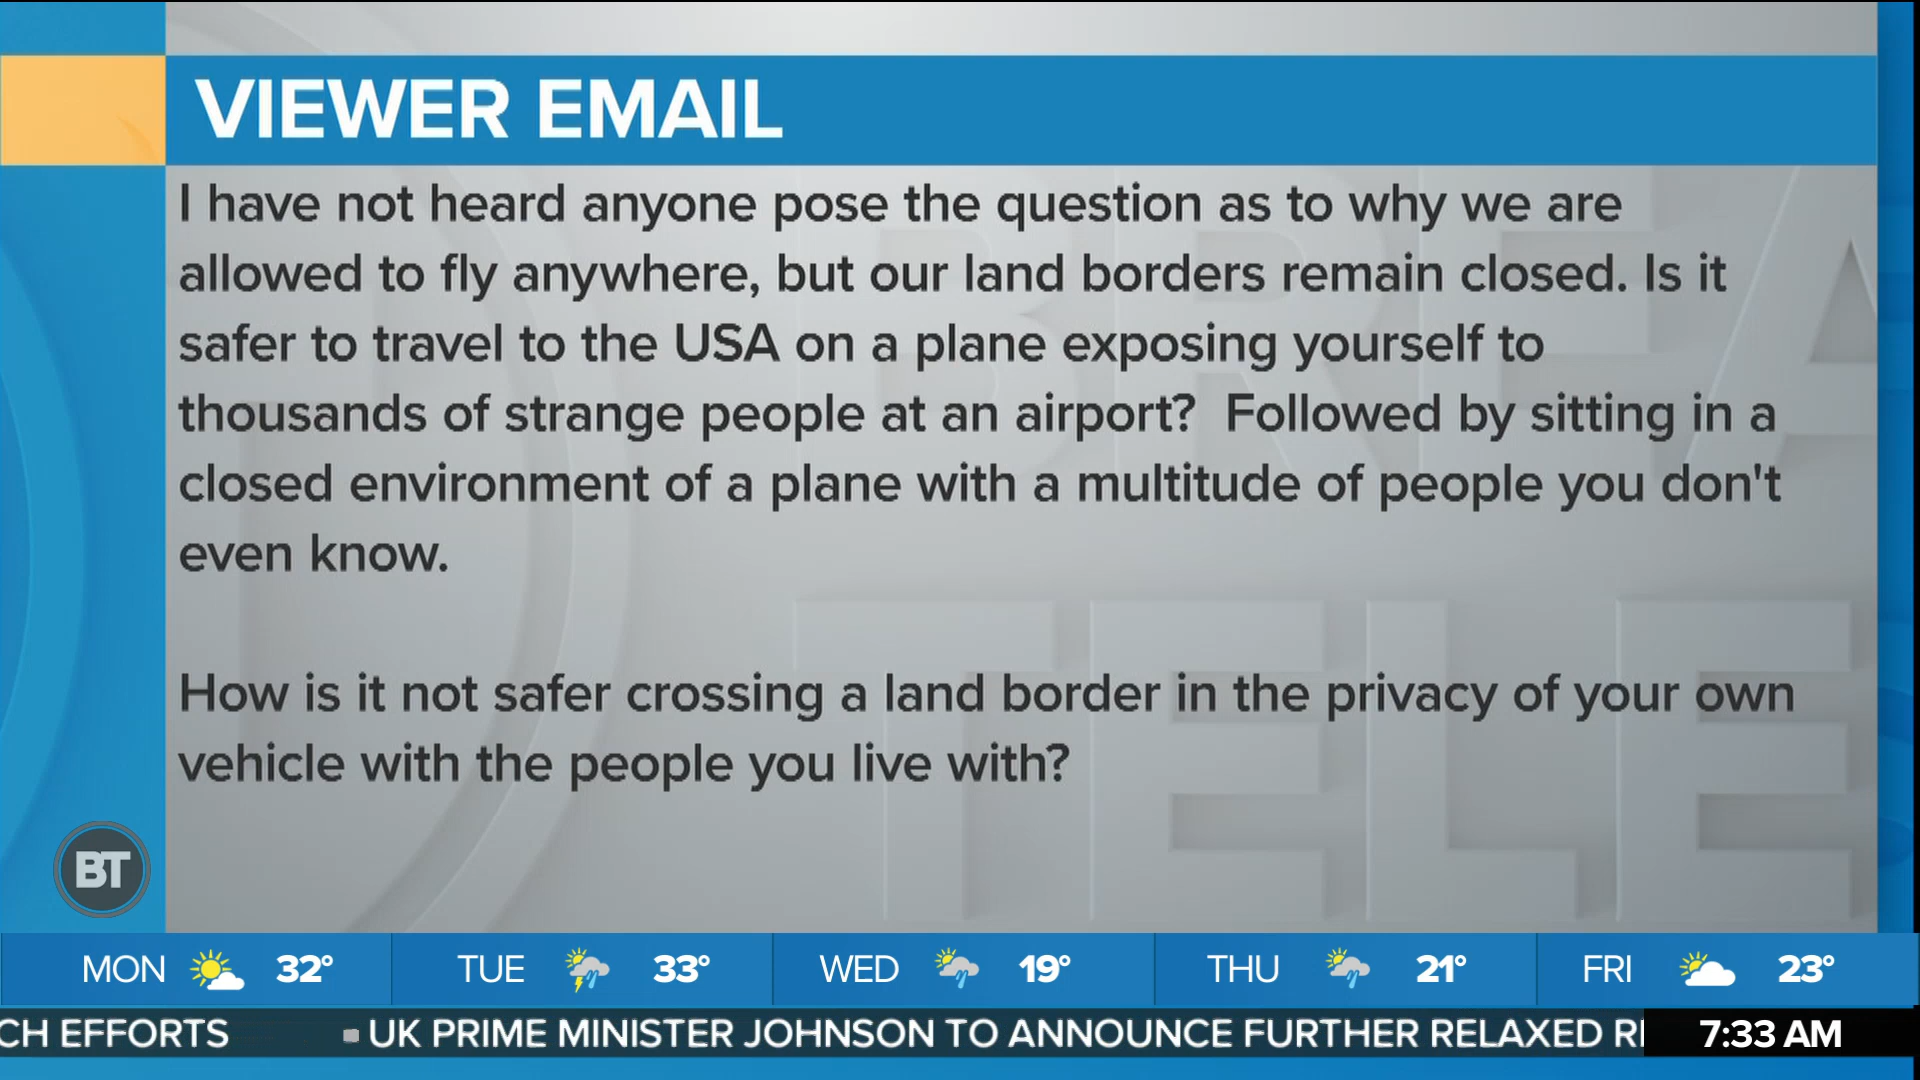 VIEWER EMAIL
I have not heard anyone pose the question as to why we are
allowed to fly anywhere, but our land borders remain closed. Is it
safer to travel to the USA on a plane exposing yourself to
thousands of strange people at an airport?  Followed by sitting in a
closed environment of a plane with a multitude of people you don't
even know.
How is it not safer crossing a land border in the privacy of your own
vehicle with the people you live with?
BREA
TELE
BT
MON 32° TUE 33° WED 19° THU 21° FRI 23°
CH EFFORTS UK PRIME MINISTER JOHNSON TO ANNOUNCE FURTHER RELAXED 7:33 AM